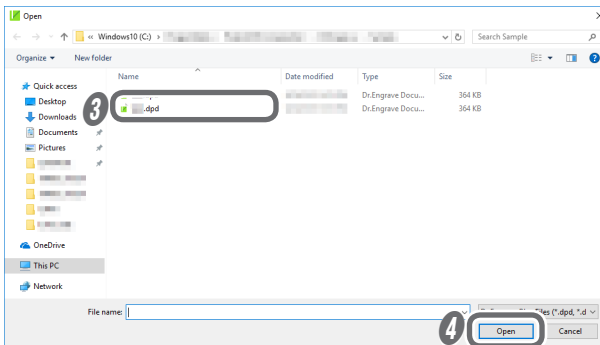 Open
« Windows10 (C:) ›
Search Sample
Organize
New folder
?
Name
Date modified
Type
Size
Quick access
Desktop
Downloads
Documents
Pictures
OneDrive
This PC
Network
3
Dr.Engrave Docu...
364 KB
.dpd
Dr.Engrave Docu...
364 KB
File name:
(*.dpd, *.d
4
Open
Cancel